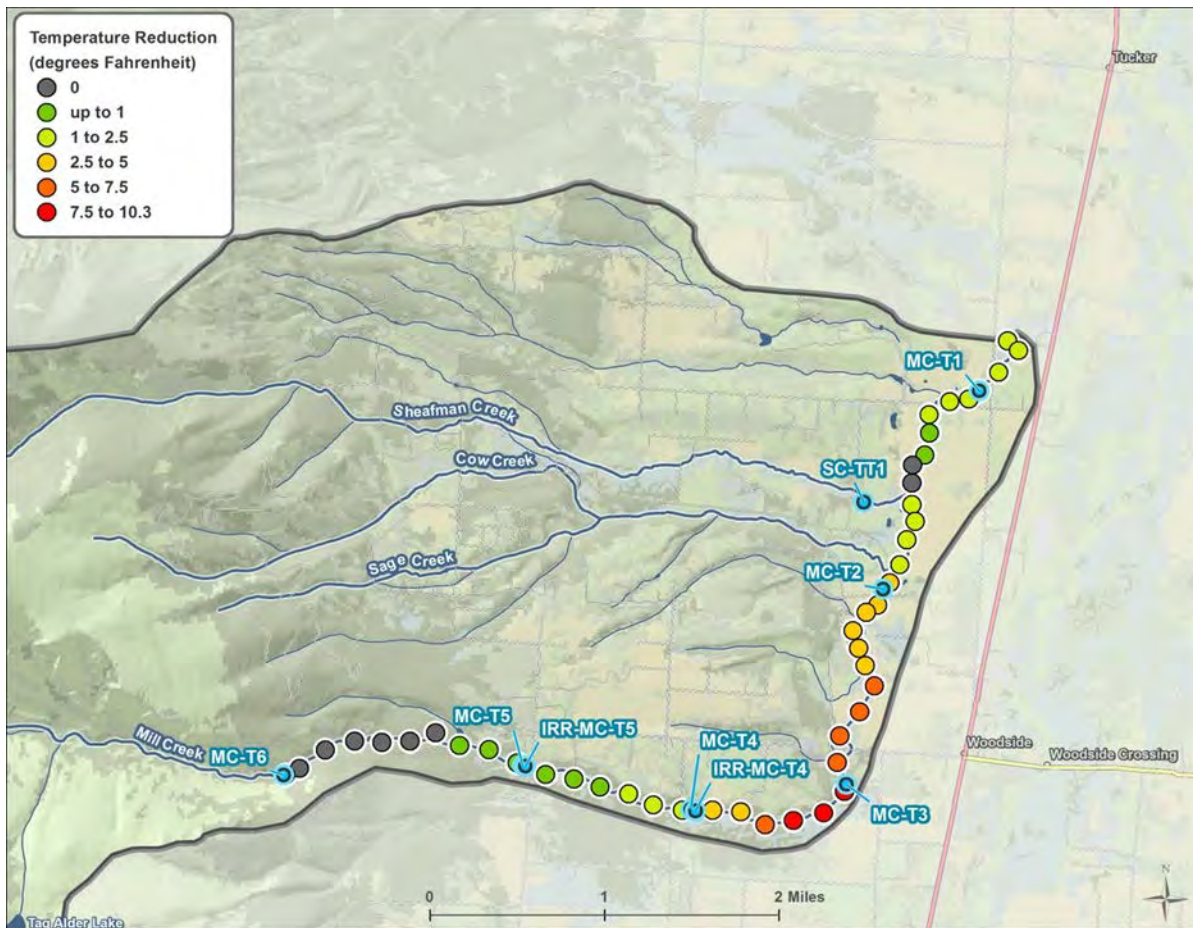 Temperature Reduction
(degrees Fahrenheit)
0
up to 1
1 to 2.5
2.5 to 5
5 to 7.5
7.5 to 10.3
Tucker
MC-T1
Sheafman Creek
Cow Creek
SC-TT1
Sage Creek
MC-T2
MC-T5
IRR-MC-T5
Mill Creek
MC-T6
MC-T4
IRR-MC-T4
Woodside
Woodside Crossing
MC-T3
N
0 1 2 Miles
Tag Alder Lake